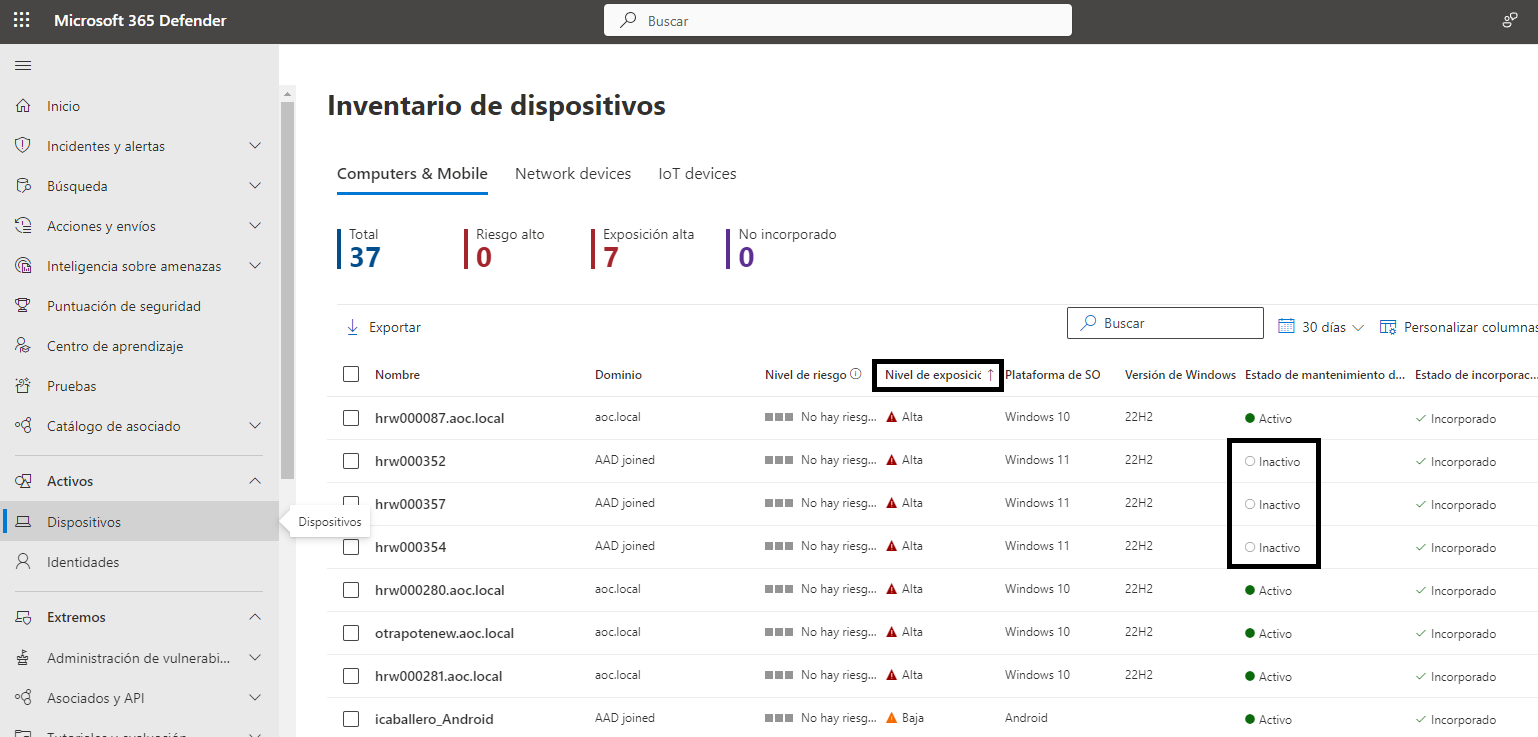 Microsoft 365 Defender
Buscar
Inicio
Incidentes y alertas
Búsqueda
Acciones y envíos
Inteligencia sobre amenazas
Puntuación de seguridad
Centro de aprendizaje
Pruebas
Catálogo de asociado
Activos
Dispositivos
Dispositivos
Identidades
Extremos
Administración de vulnerabi...
Asociados y API
Tutoriales y evaluación
Inventario de dispositivos
Computers & Mobile Network devices IoT devices
Total Riesgo alto Exposición alta No incorporado
37 0 7 0
Exportar Buscar 30 días Personalizar columnas
Nombre Dominio Nivel de riesgo Nivel de exposició Plataforma de SO Versión de Windows Estado de mantenimiento d... Estado de incorporac...
hrw000087.aoc.local aoc.local No hay riesg... Alta Windows 10 22H2 Activo Incorporado
hrw000352 AAD joined No hay riesg... Alta Windows 11 22H2 Inactivo Incorporado
hrw000357 AAD joined No hay riesg... Alta Windows 11 22H2 Inactivo Incorporado
hrw000354 AAD joined No hay riesg... Alta Windows 11 22H2 Inactivo Incorporado
hrw000280.aoc.local aoc.local No hay riesg... Alta Windows 10 22H2 Activo Incorporado
otrapotenew.aoc.local aoc.local No hay riesg... Alta Windows 10 22H2 Activo Incorporado
hrw000281.aoc.local aoc.local No hay riesg... Alta Windows 10 22H2 Activo Incorporado
icaballero_Android AAD joined No hay riesg... Baja Android Activo Incorporado